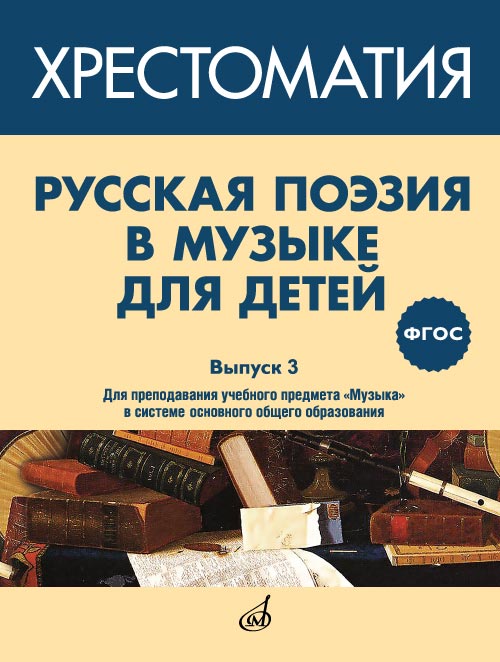 ХРЕСТОМАТИЯ
РУССКАЯ ПОЭЗИЯ
В МУЗЫКЕ
ДЛЯ ДЕТЕЙ
ФГОС
Выпуск 3
Для преподавания учебного предмета «Музыка»
в системе основного общего образования